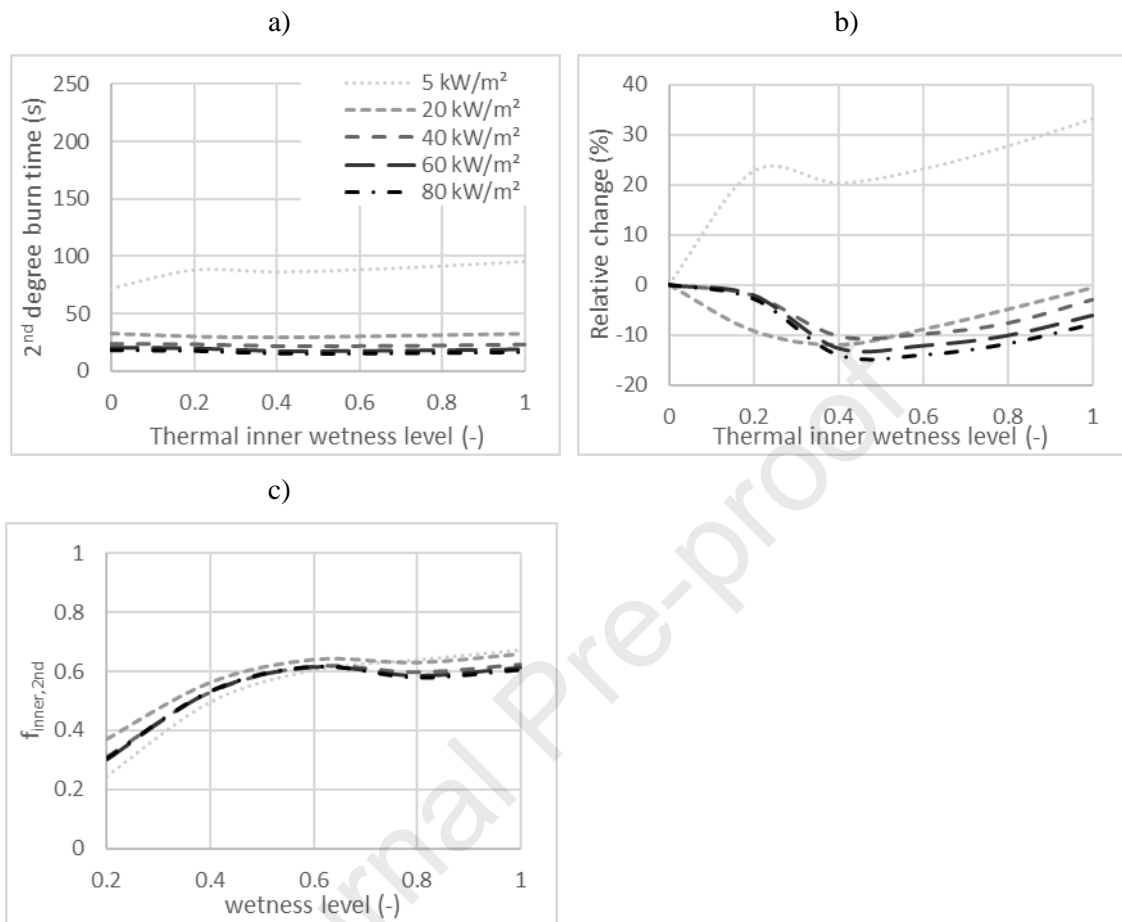 a)
2nd degree burn time (s)
250
200
150
100
50
0
0 0.2 0.4 0.6 0.8 1
Thermal inner wetness level (-)
5 kW/m²
20 kW/m²
40 kW/m²
60 kW/m²
80 kW/m²
b)
Relative change (%)
40
30
20
10
0
-10
-20
0 0.2 0.4 0.6 0.8 1
Thermal inner wetness level (-)
c)
finner,2nd
1
0.8
0.6
0.4
0.2
0
0.2 0.4 0.6 0.8 1
wetness level (-)
urnal Pre-proof